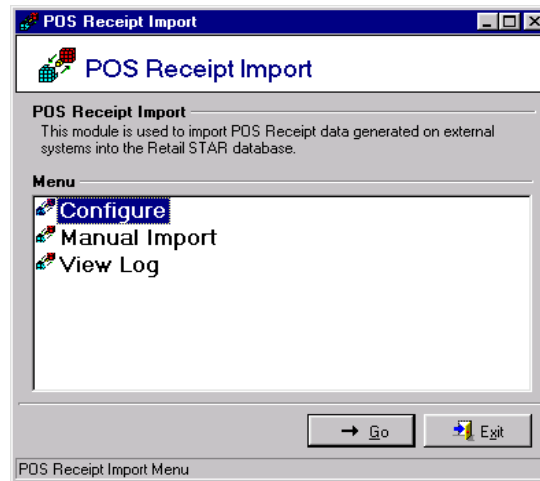 POS Receipt Import
POS Receipt Import
POS Receipt Import
This module is used to import POS Receipt data generated on external
systems into the Retail STAR database.
Menu
Configure
Manual Import
View Log
Go Exit
POS Receipt Import Menu